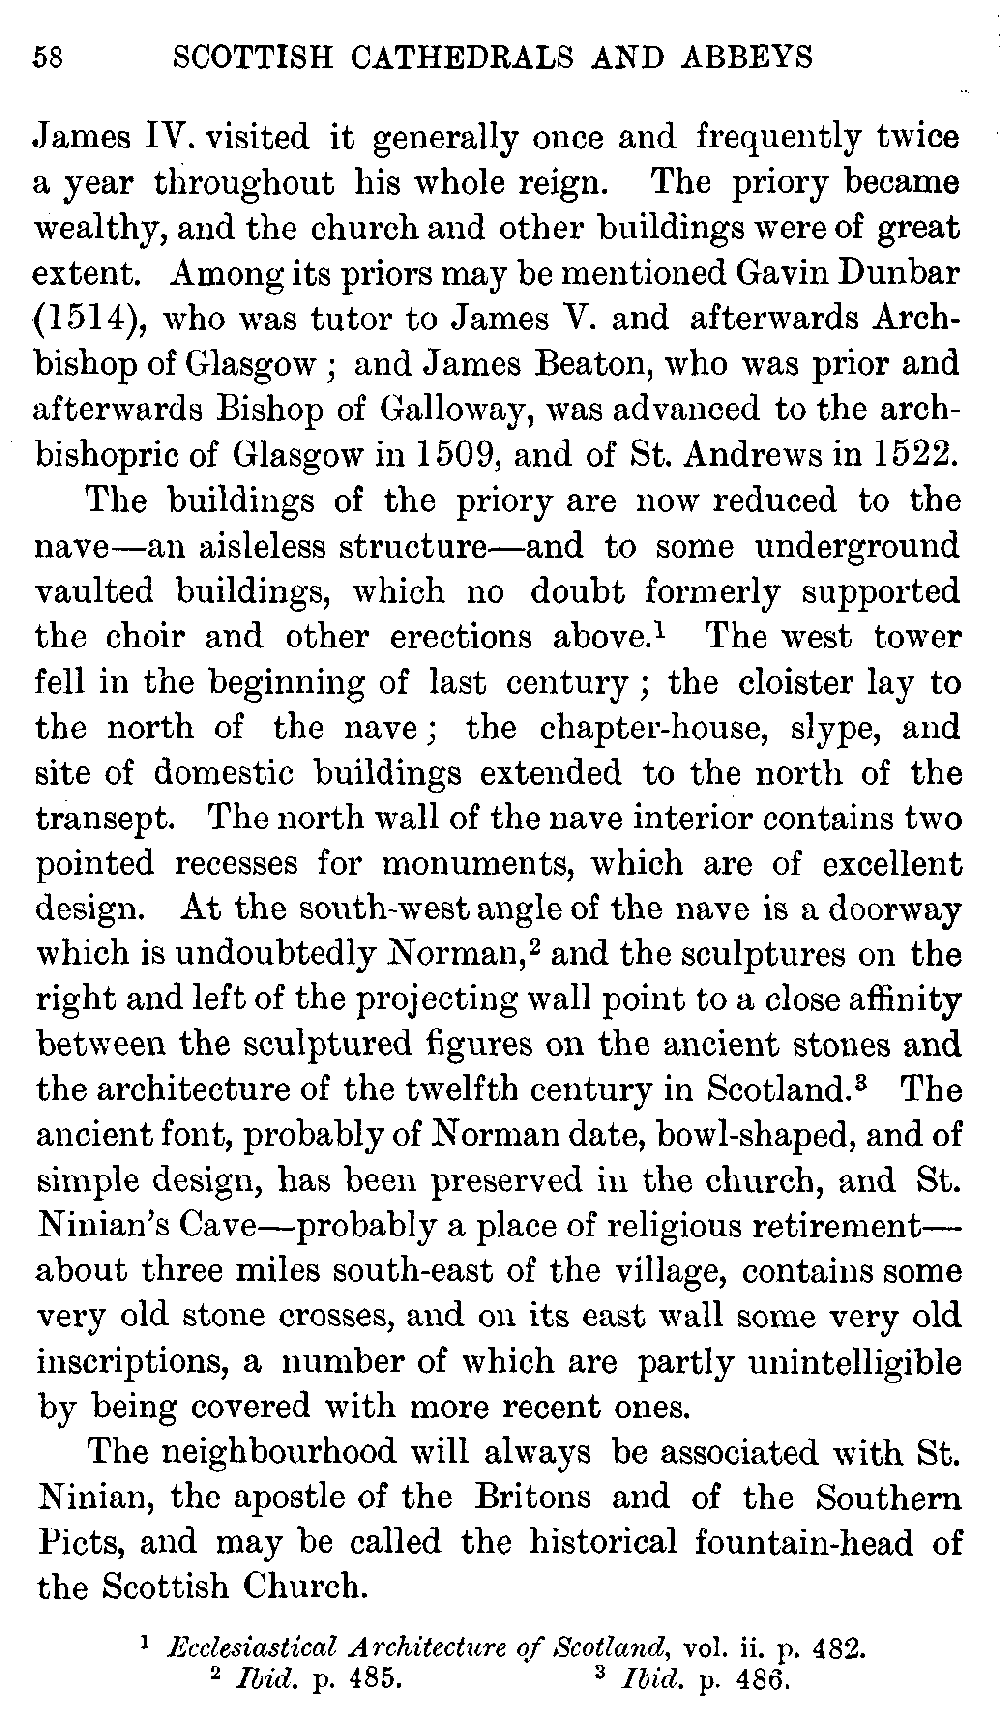 58 SCOTTISH CATHEDRALS AND ABBEYS
James IV. visited it generally once and frequently twice
a year throughout his whole reign. The priory became
wealthy, and the church and other buildings were of great
extent. Among its priors may be mentioned Gavin Dunbar
(1514), who was tutor to James V. and afterwards Arch-
bishop of Glasgow ; and James Beaton, who was prior and
afterwards Bishop of Galloway, was advanced to the arch-
bishopric of Glasgow in 1509, and of St. Andrews in 1522.
The buildings of the priory are now reduced to the
nave—an aisleless structure—and to some underground
vaulted buildings, which no doubt formerly supported
the choir and other erections above.¹ The west tower
fell in the beginning of last century ; the cloister lay to
the north of the nave ; the chapter-house, slype, and
site of domestic buildings extended to the north of the
transept. The north wall of the nave interior contains two
pointed recesses for monuments, which are of excellent
design. At the south-west angle of the nave is a doorway
which is undoubtedly Norman,² and the sculptures on the
right and left of the projecting wall point to a close affinity
between the sculptured figures on the ancient stones and
the architecture of the twelfth century in Scotland.³ The
ancient font, probably of Norman date, bowl-shaped, and of
simple design, has been preserved in the church, and St.
Ninian's Cave—probably a place of religious retirement—
about three miles south-east of the village, contains some
very old stone crosses, and on its east wall some very old
inscriptions, a number of which are partly unintelligible
by being covered with more recent ones.
The neighbourhood will always be associated with St.
Ninian, the apostle of the Britons and of the Southern
Picts, and may be called the historical fountain-head of
the Scottish Church.
¹ Ecclesiastical Architecture of Scotland, vol. ii. p. 482.
² Ibid. p. 485. ³ Ibid. p. 486.